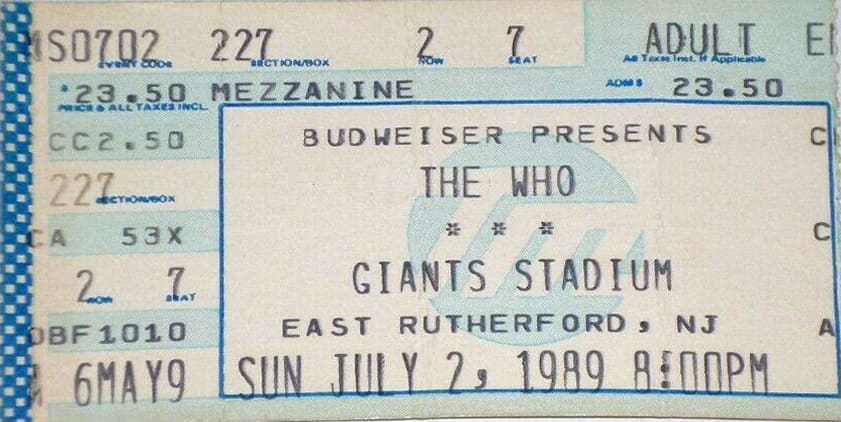 MS0702 227 2 7 ADULT
EVENT CODE SECTION/BOX ROW SEAT All Taxes Incl. If Applicable
23.50 MEZZANINE ADMS 23.50
PRICE & ALL TAXES INCL.
CC2.50
BUDWEISER PRESENTS
THE WHO
227
SECTION/BOX
CA 53X
* * *
2 7
ROW SEAT
GIANTS STADIUM
DBF1010
EAST RUTHERFORD, NJ
6MAY9
SUN JULY 2, 1989 8:00PM